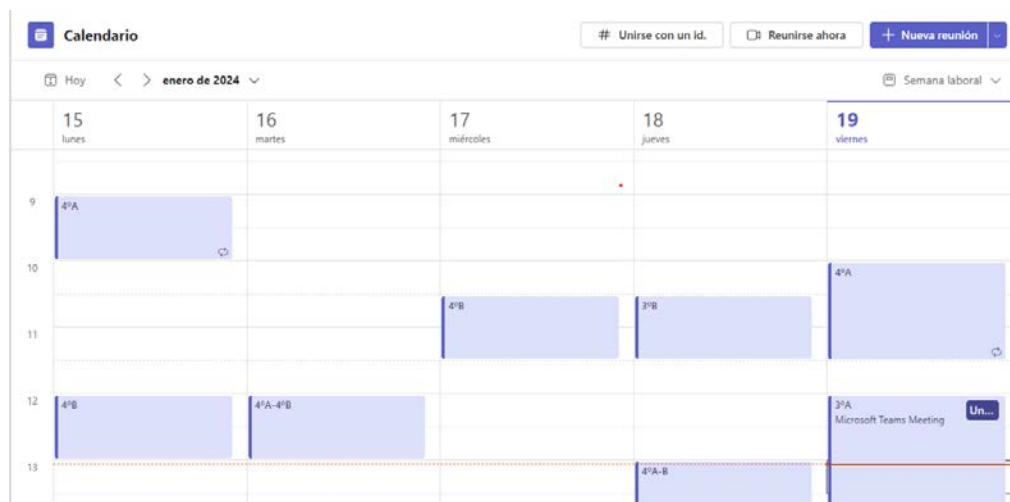 Calendario
# Unirse con un id.
Reunirse ahora
+ Nueva reunión
Hoy
enero de 2024
Semana laboral
15
lunes
16
martes
17
miércoles
18
jueves
19
viernes
9
4ºA
10
4ºA
4ºB
3ºB
11
12
4ºB
4ºA-4ºB
3ºA
Un...
Microsoft Teams Meeting
13
4ºA-B